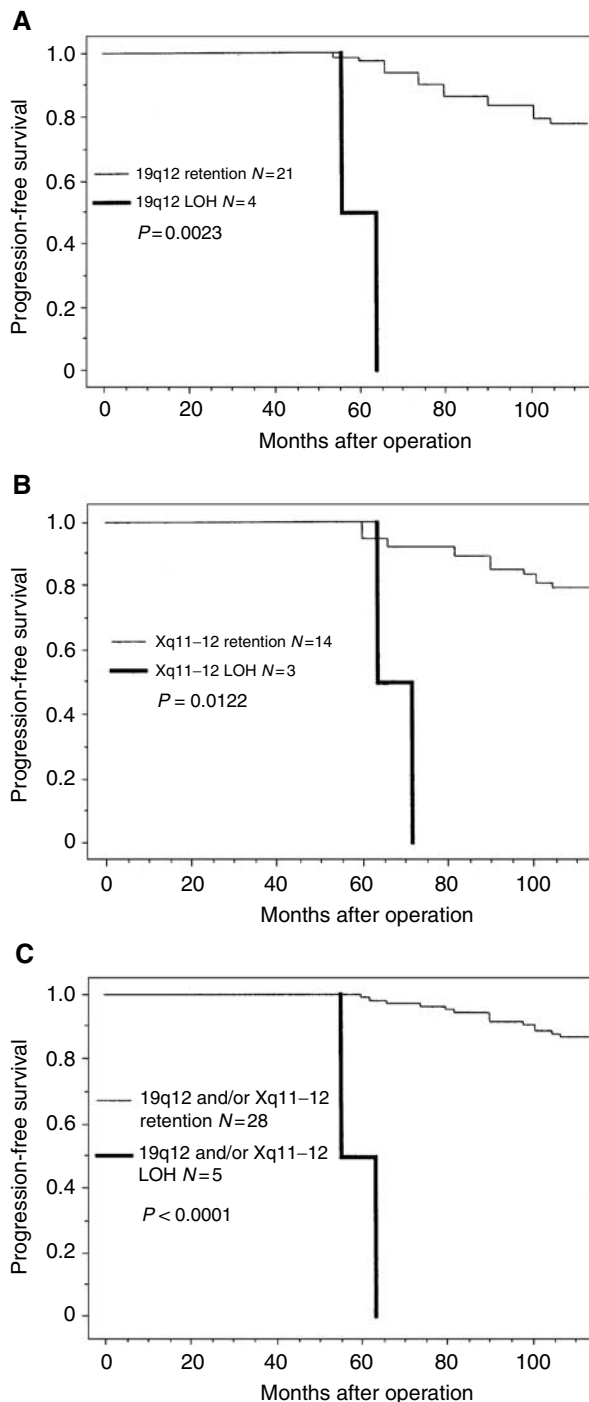 A
1.0
0.8
0.6
0.4
0.2
0
Progression-free survival
19q12 retention N=21
19q12 LOH N=4
P=0.0023
0 20 40 60 80 100
Months after operation
B
1.0
0.8
0.6
0.4
0.2
0
Progression-free survival
Xq11–12 retention N=14
Xq11–12 LOH N=3
P = 0.0122
0 20 40 60 80 100
Months after operation
C
1.0
0.8
0.6
0.4
0.2
0
Progression-free survival
19q12 and/or Xq11–12
retention N=28
19q12 and/or Xq11–12
LOH N=5
P < 0.0001
0 20 40 60 80 100
Months after operation